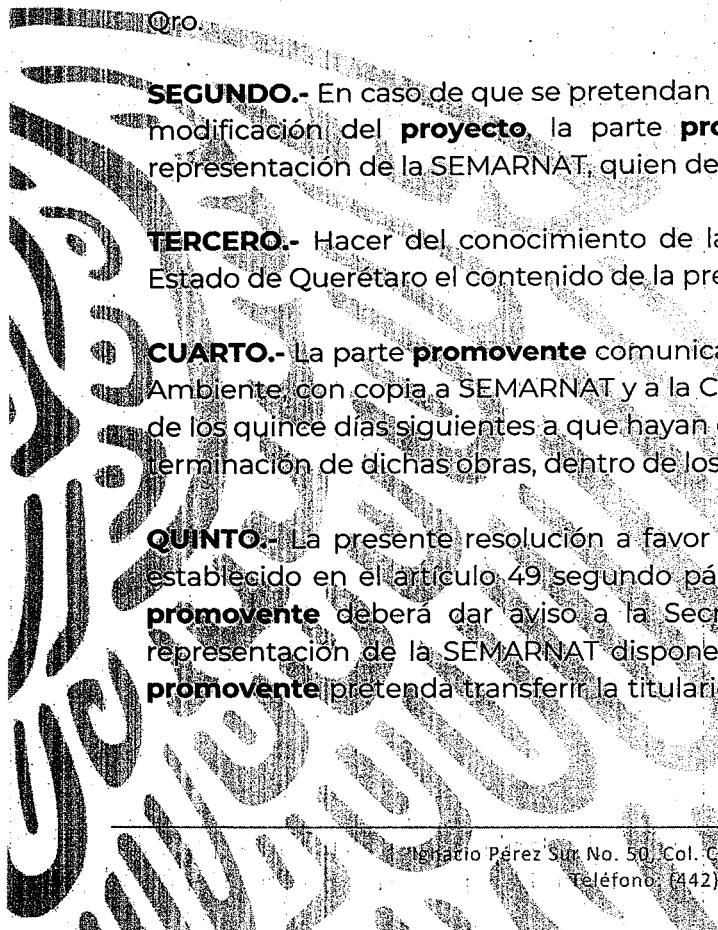 Qro.
SEGUNDO.- En caso de que se pretendan
modificación del proyecto, la parte pro
representación de la SEMARNAT, quien de
TERCERO.- Hacer del conocimiento de la
Estado de Querétaro el contenido de la pre
CUARTO.- La parte promovente comunica
Ambiente, con copia a SEMARNAT y a la C
de los quince días siguientes a que hayan
terminación de dichas obras, dentro de los
QUINTO.- La presente resolución a favor
establecido en el artículo 49 segundo pá
promovente deberá dar aviso a la Secr
representación de la SEMARNAT dispone
promovente pretenda transferir la titulari
Ignacio Pérez Sur No. 50, Col. C
Teléfono: (442)